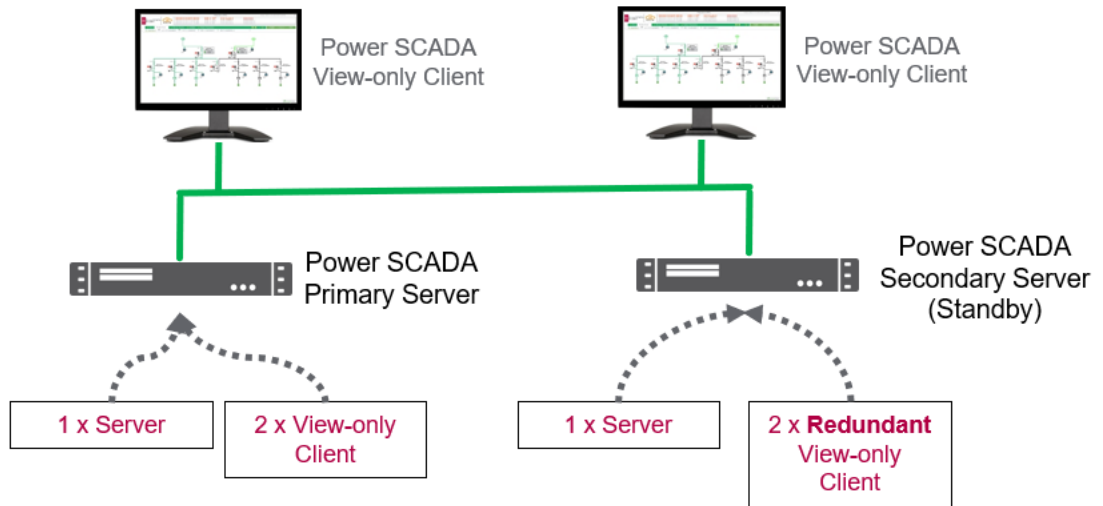 Power SCADA
View-only Client
Power SCADA
View-only Client
Power SCADA
Primary Server
Power SCADA
Secondary Server
(Standby)
1 x Server
2 x View-only
Client
1 x Server
2 x Redundant
View-only
Client